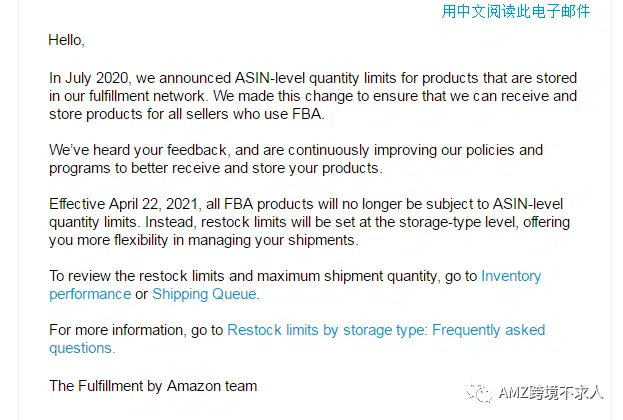 用中文阅读此电子邮件
Hello,
In July 2020, we announced ASIN-level quantity limits for products that are stored
in our fulfillment network. We made this change to ensure that we can receive and
store products for all sellers who use FBA.
We’ve heard your feedback, and are continuously improving our policies and
programs to better receive and store your products.
Effective April 22, 2021, all FBA products will no longer be subject to ASIN-level
quantity limits. Instead, restock limits will be set at the storage-type level, offering
you more flexibility in managing your shipments.
To review the restock limits and maximum shipment quantity, go to Inventory
performance or Shipping Queue.
For more information, go to Restock limits by storage type: Frequently asked
questions.
The Fulfillment by Amazon team
AMZ跨境不求人